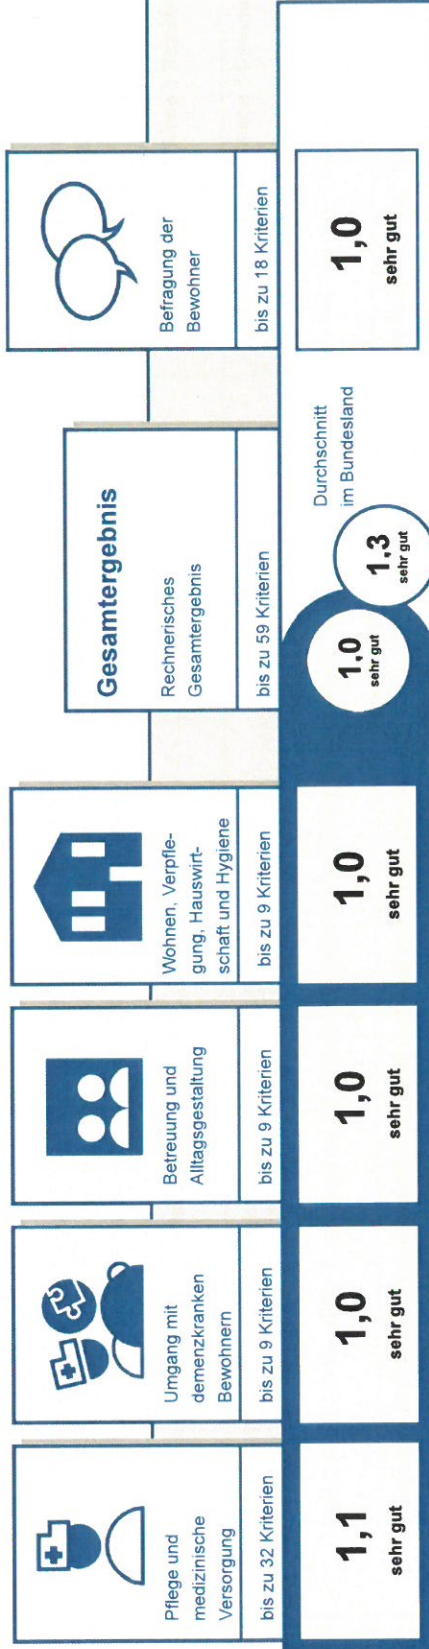 Pflege und
medizinische
Versorgung
bis zu 32 Kriterien
1,1
sehr gut
Umgang mit
demenzkranken
Bewohnern
bis zu 9 Kriterien
1,0
sehr gut
Betreuung und
Alltagsgestaltung
bis zu 9 Kriterien
1,0
sehr gut
Wohnen, Verpfle-
gung, Hauswirt-
schaft und Hygiene
bis zu 9 Kriterien
1,0
sehr gut
Gesamtergebnis
Rechnerisches
Gesamtergebnis
bis zu 59 Kriterien
1,0
sehr gut
Durchschnitt
im Bundesland
1,3
sehr gut
Befragung der
Bewohner
bis zu 18 Kriterien
1,0
sehr gut